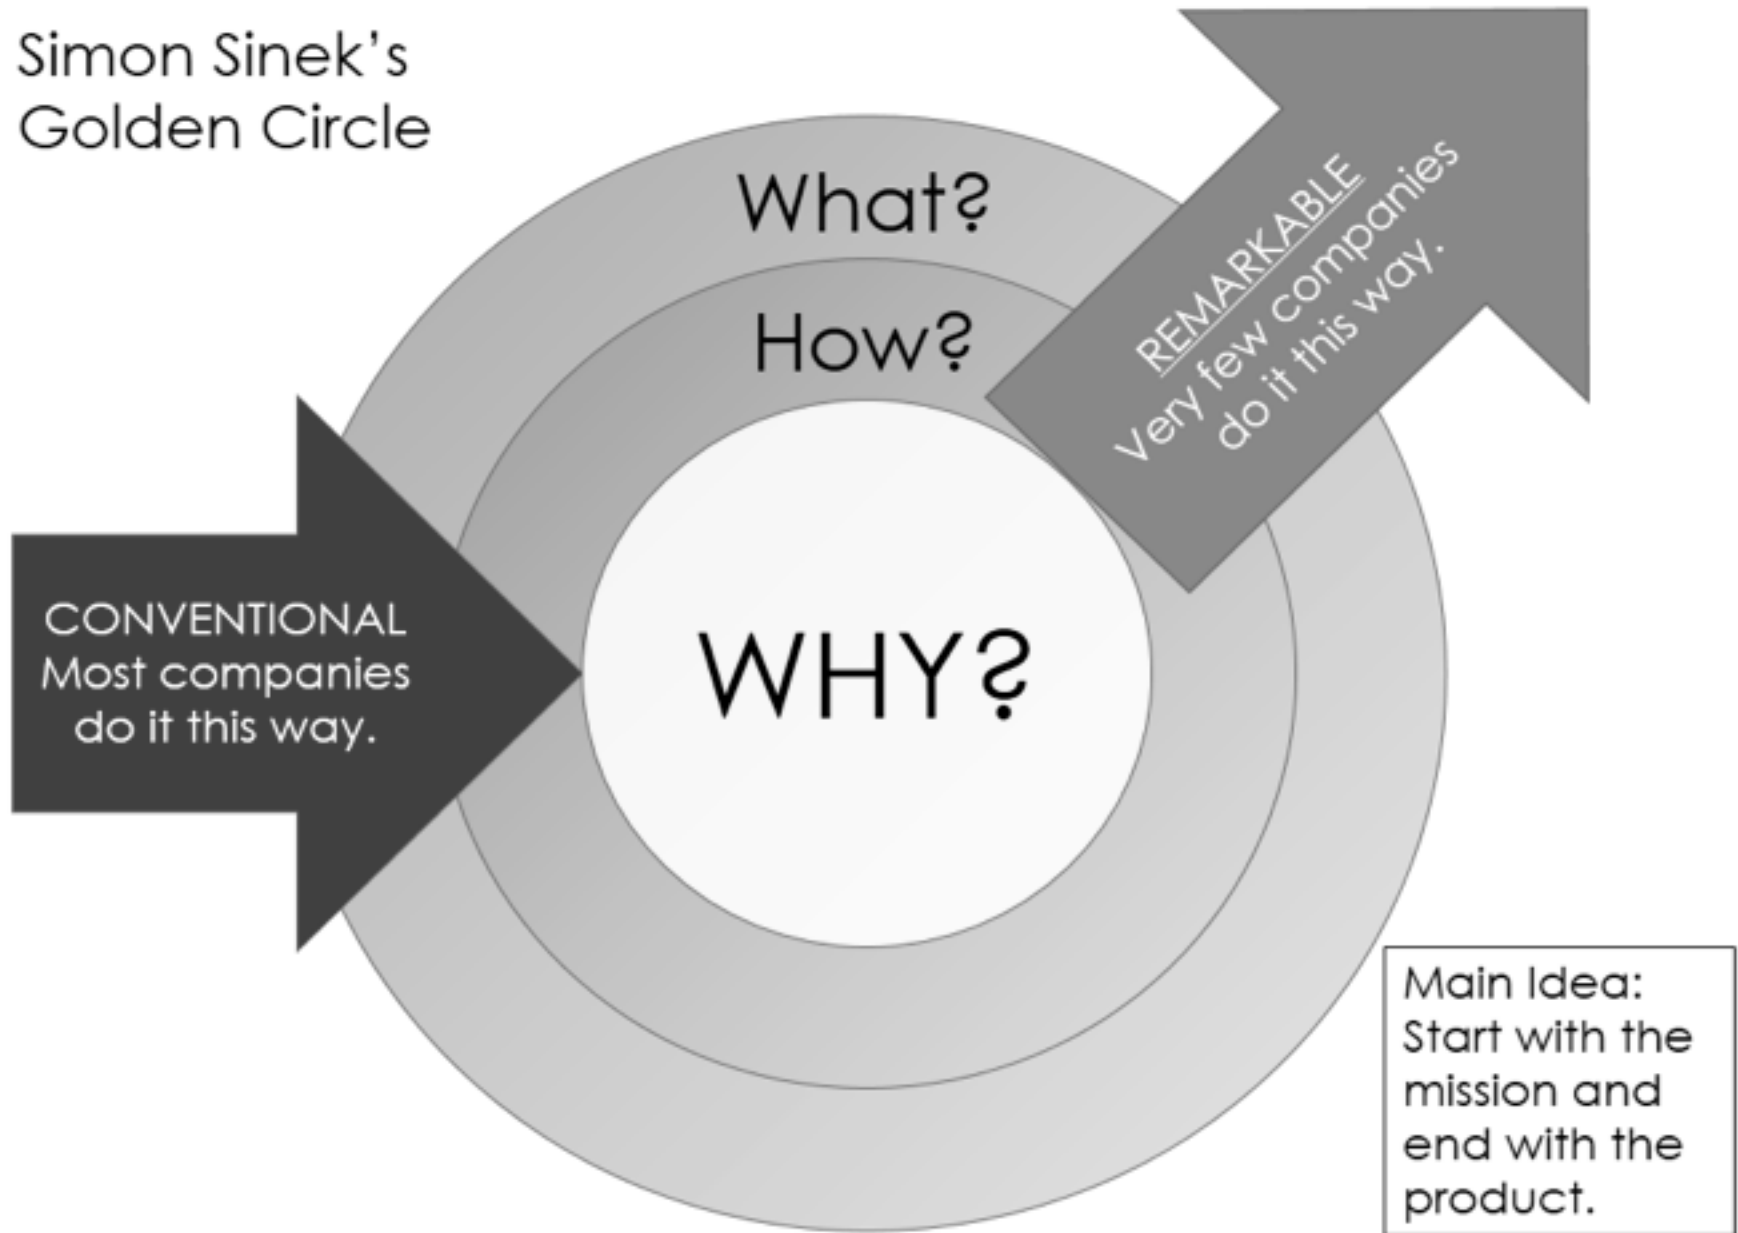 Simon Sinek's
Golden Circle
What?
How?
WHY?
REMARKABLE
Very few companies
do it this way.
CONVENTIONAL
Most companies
do it this way.
Main Idea:
Start with the
mission and
end with the
product.